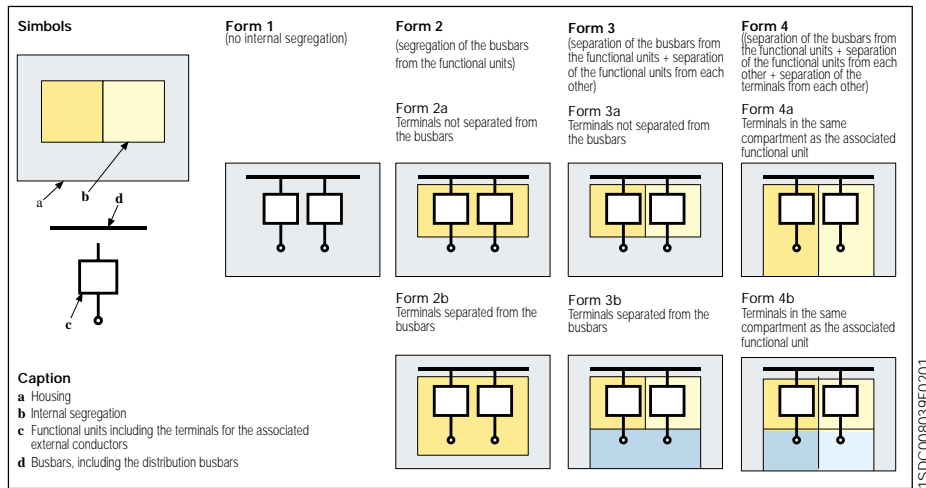 Simbols
a
b
d
c
Caption
a Housing
b Internal segregation
c Functional units including the terminals for the associated
external conductors
d Busbars, including the distribution busbars
Form 1
(no internal segregation)
Form 2
(segregation of the busbars
from the functional units)
Form 2a
Terminals not separated from
the busbars
Form 2b
Terminals separated from the
busbars
Form 3
(separation of the busbars from
the functional units + separation
of the functional units from each
other)
Form 3a
Terminals not separated from
the busbars
Form 3b
Terminals separated from the
busbars
Form 4
((separation of the busbars from
the functional units + separation
of the functional units from each
other + separation of the
terminals from each other)
Form 4a
Terminals in the same
compartment as the associated
functional unit
Form 4b
Terminals in the same
compartment as the associated
functional unit
1SDC008039F0201